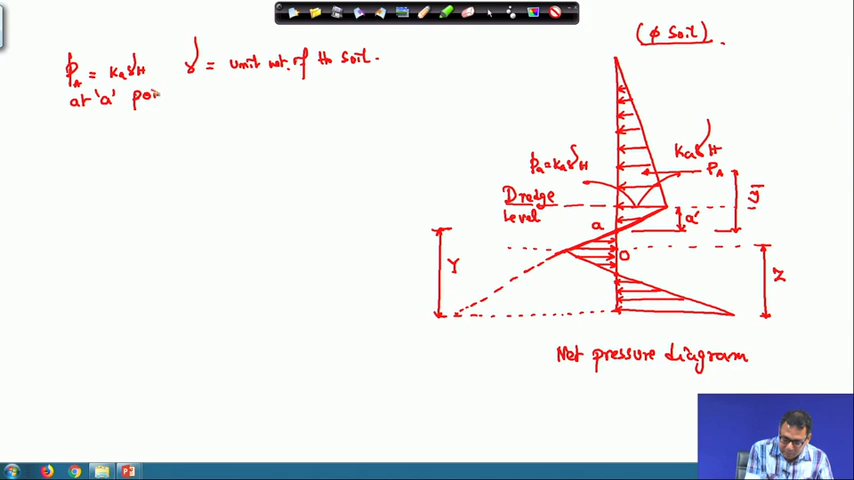 (φ Soil)
γ = unit wt. of the soil.
pA = kaγH
at 'a' poi
kaγH
pa = kaγH
PA
ȳ
Dredge
level
a'
a
O
Y
Z
Net pressure diagram